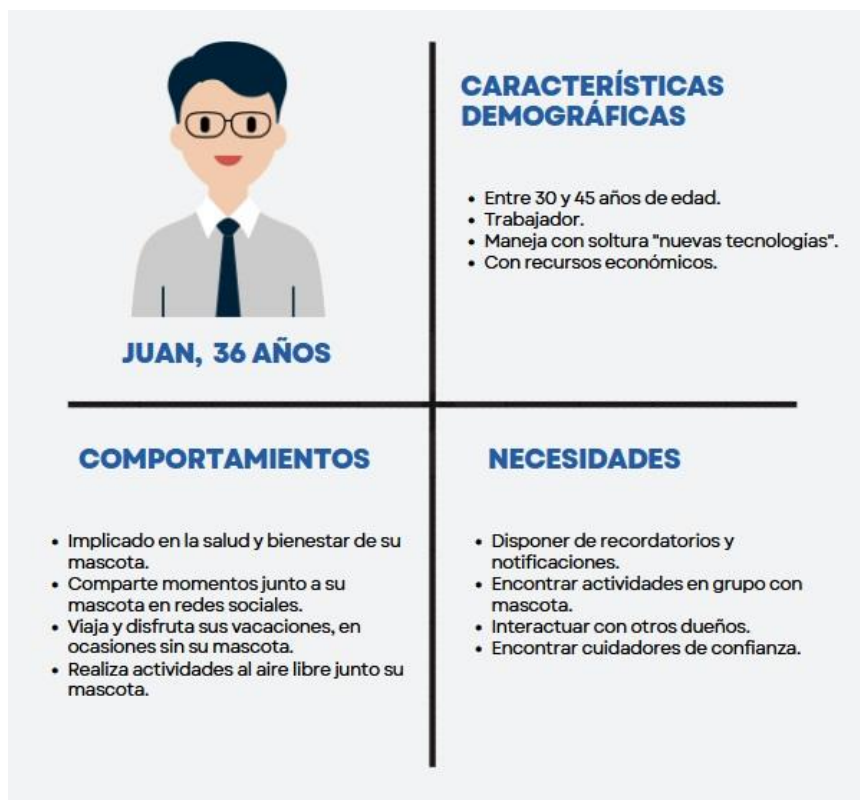 CARACTERÍSTICAS
DEMOGRÁFICAS
• Entre 30 y 45 años de edad.
• Trabajador.
• Maneja con soltura "nuevas tecnologías".
• Con recursos económicos.
JUAN, 36 AÑOS
COMPORTAMIENTOS
• Implicado en la salud y bienestar de su
mascota.
• Comparte momentos junto a su
mascota en redes sociales.
• Viaja y disfruta sus vacaciones, en
ocasiones sin su mascota.
• Realiza actividades al aire libre junto su
mascota.
NECESIDADES
• Disponer de recordatorios y
notificaciones.
• Encontrar actividades en grupo con
mascota.
• Interactuar con otros dueños.
• Encontrar cuidadores de confianza.